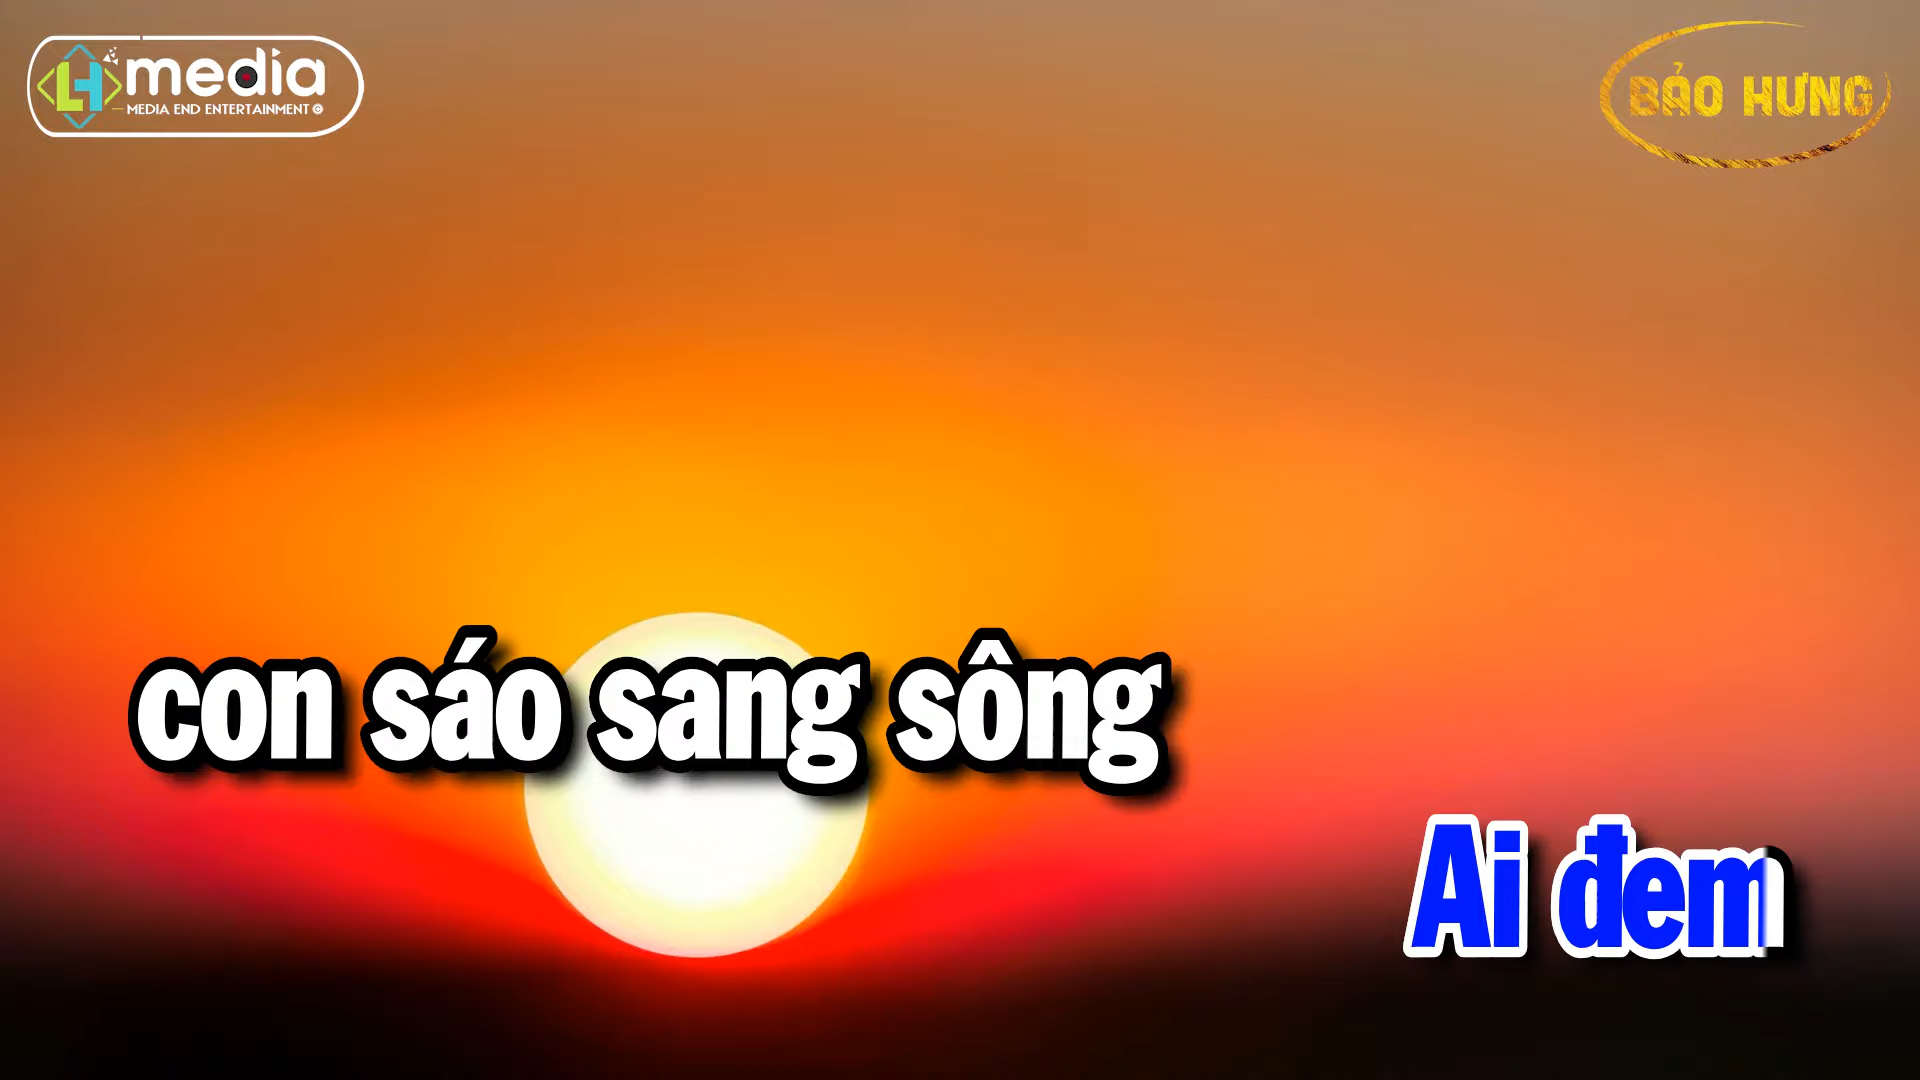 media
MEDIA END ENTERTAINMENT ©
BẢO HƯNG
con sáo sang sông
Ai đem